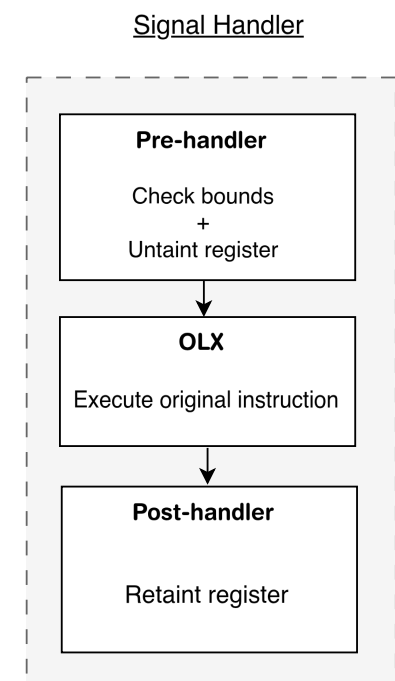 Signal Handler
Pre-handler
Check bounds
+
Untaint register
OLX
Execute original instruction
Post-handler
Retaint register